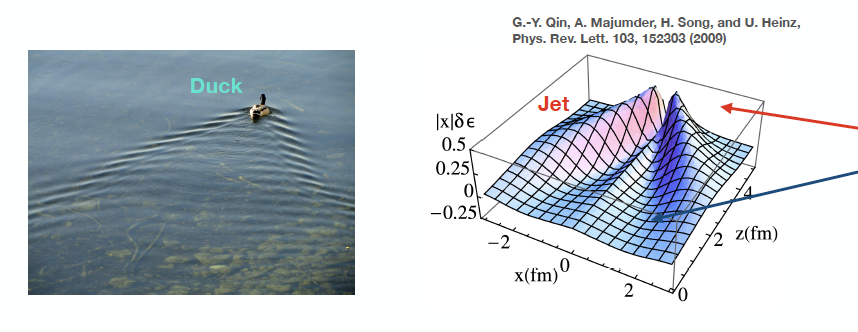 G.-Y. Qin, A. Majumder, H. Song, and U. Heinz,
Phys. Rev. Lett. 103, 152303 (2009)
Duck
Jet
|x|δϵ
0.5
0.25
0
−0.25
−2
0
2
x(fm)
0
2
4
z(fm)